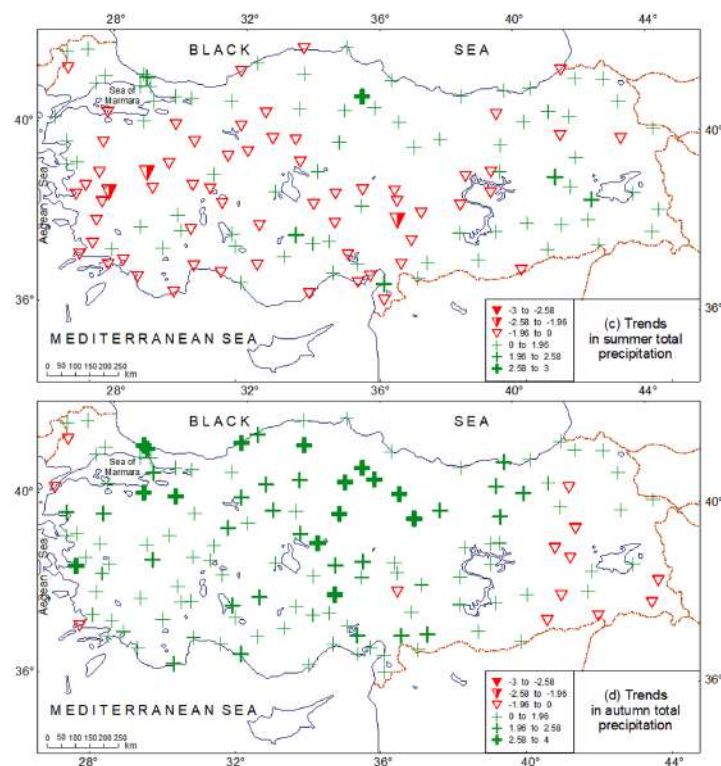 28° 32° 36° 40° 44°
BLACK SEA
Sea of
Marmara
40° 40°
Aegean Sea
36° 36°
MEDITERRANEAN SEA
0 50 100 150 200 250
km
-3 to -2.58
-2.58 to -1.96
-1.96 to 0
0 to 1.96
1.96 to 2.58
2.58 to 3
(c) Trends
in summer total
precipitation
28° 32° 36° 40° 44°
BLACK SEA
Sea of
Marmara
40° 40°
Aegean Sea
36° 36°
MEDITERRANEAN SEA
0 50 100 150 200 250
km
-3 to -2.58
-2.58 to -1.96
-1.96 to 0
0 to 1.96
1.96 to 2.58
2.58 to 4
(d) Trends
in autumn total
precipitation
28° 32° 36° 40° 44°